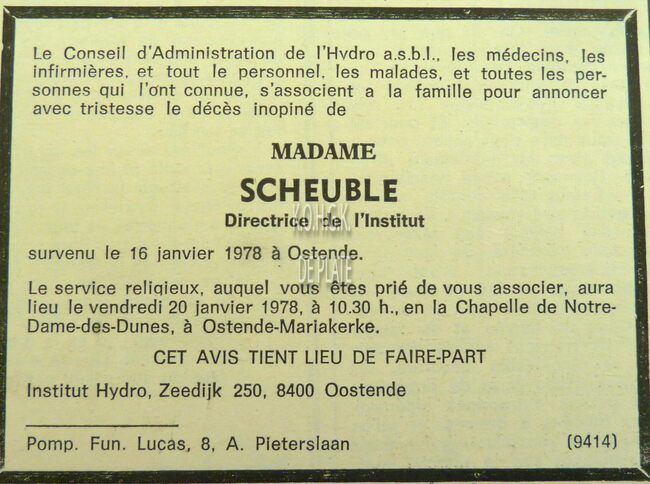 Le Conseil d'Administration de l'Hvdro a.s.b.l., les médecins, les
infirmières, et tout le personnel, les malades, et toutes les per-
sonnes qui l'ont connue, s'associent a la famille pour annoncer
avec tristesse le décès inopiné de
MADAME
SCHEUBLE
Directrice de l'Institut
K.O.H.G.K.
DE PLATE
survenu le 16 janvier 1978 à Ostende.
Le service religieux, auquel vous êtes prié de vous associer, aura
lieu le vendredi 20 janvier 1978, à 10.30 h., en la Chapelle de Notre-
Dame-des-Dunes, à Ostende-Mariakerke.
CET AVIS TIENT LIEU DE FAIRE-PART
Institut Hydro, Zeedijk 250, 8400 Oostende
Pomp. Fun. Lucas, 8, A. Pieterslaan (9414)